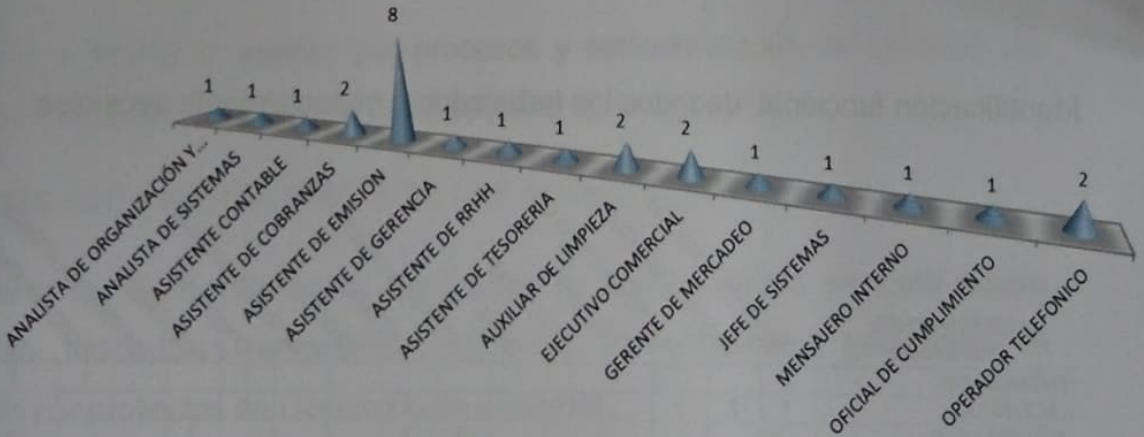 8
1
1
1
2
1
1
1
2
2
1
1
1
1
2
ANALISTA DE ORGANIZACIÓN Y...
ANALISTA DE SISTEMAS
ASISTENTE CONTABLE
ASISTENTE DE COBRANZAS
ASISTENTE DE EMISION
ASISTENTE DE GERENCIA
ASISTENTE DE RRHH
ASISTENTE DE TESORERIA
AUXILIAR DE LIMPIEZA
EJECUTIVO COMERCIAL
GERENTE DE MERCADEO
JEFE DE SISTEMAS
MENSAJERO INTERNO
OFICIAL DE CUMPLIMIENTO
OPERADOR TELEFONICO